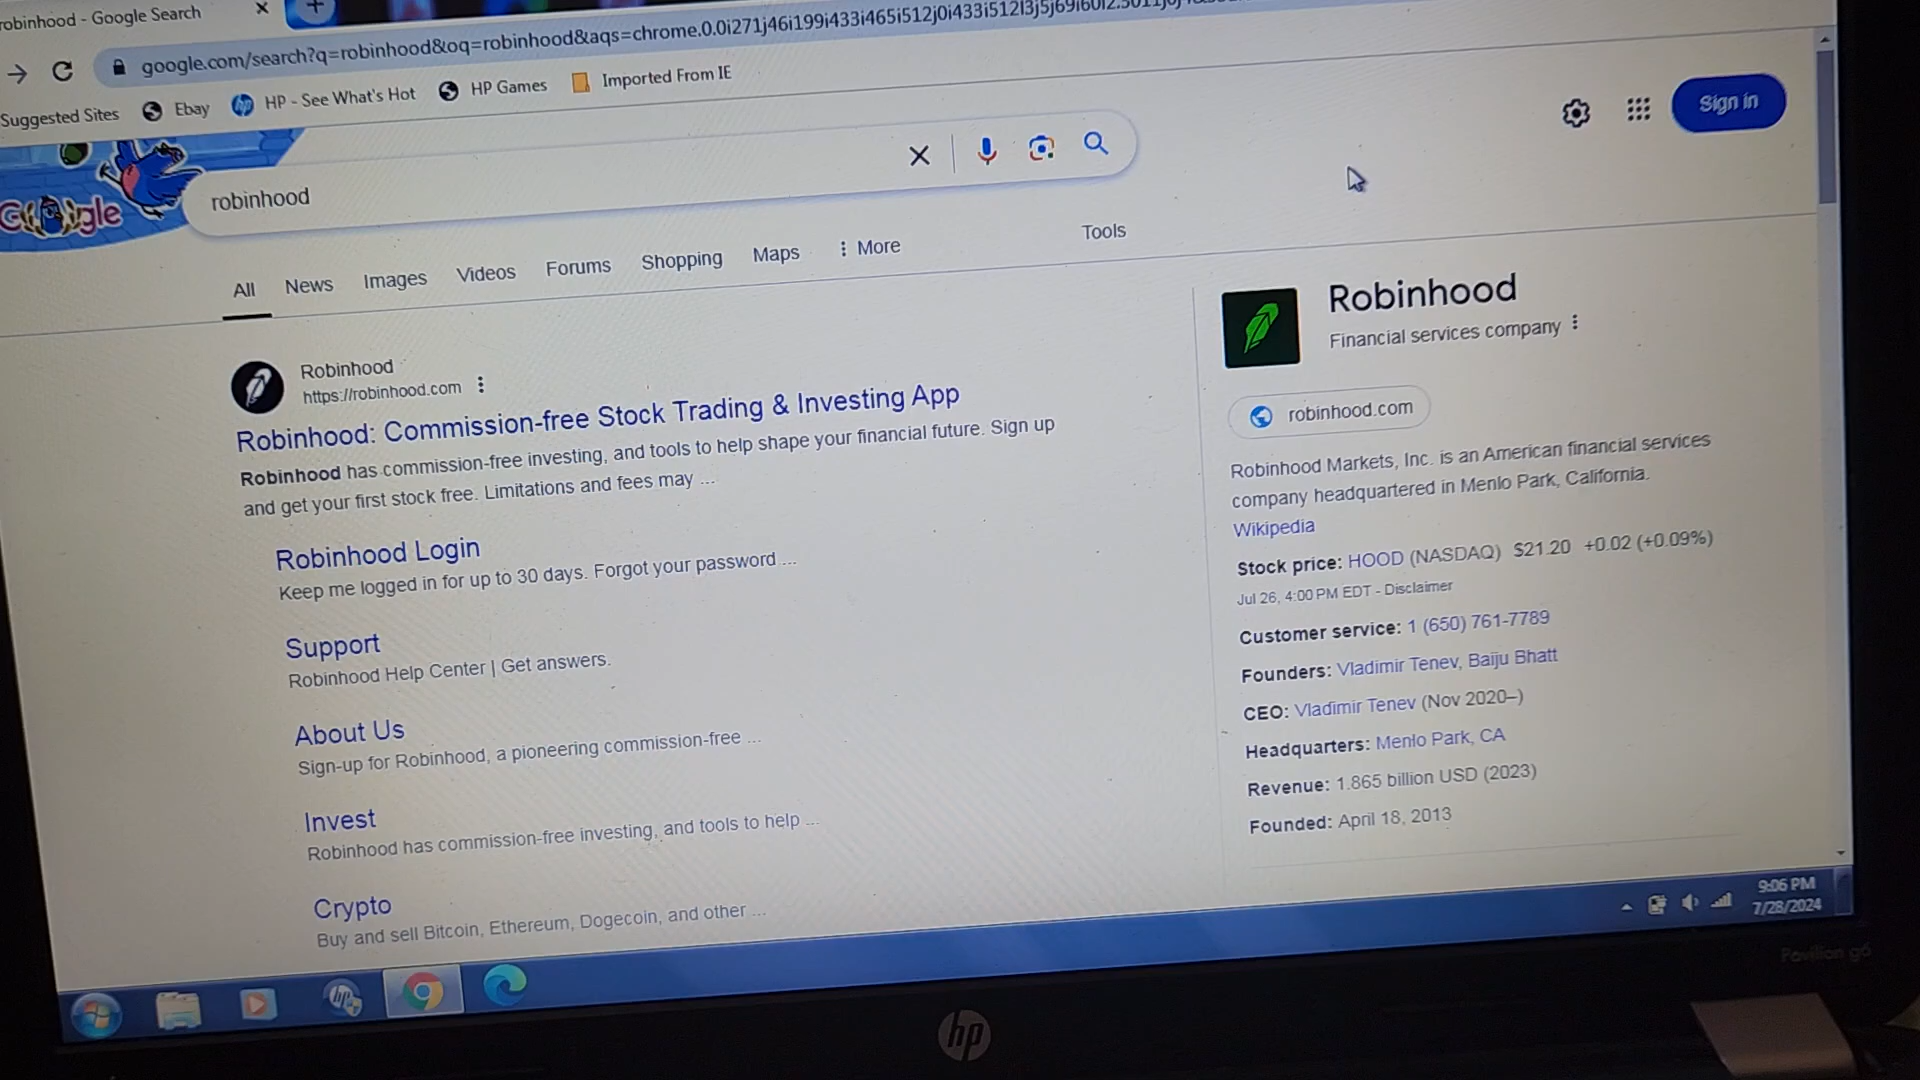 robinhood - Google Search
google.com/search?q=robinhood&oq=robinhood&aqs=chrome.0.0i271j46i199i433i465i512j0i433i512l3j5j69i60l2.
Suggested Sites
Ebay
HP - See What's Hot
HP Games
Imported From IE
Sign in
Google
robinhood
All
News
Images
Videos
Forums
Shopping
Maps
More
Tools
Robinhood
https://robinhood.com
Robinhood: Commission-free Stock Trading & Investing App
Robinhood has commission-free investing, and tools to help shape your financial future. Sign up
and get your first stock free. Limitations and fees may ...
Robinhood Login
Keep me logged in for up to 30 days. Forgot your password ...
Support
Robinhood Help Center | Get answers.
About Us
Sign-up for Robinhood, a pioneering commission-free ...
Invest
Robinhood has commission-free investing, and tools to help ...
Crypto
Buy and sell Bitcoin, Ethereum, Dogecoin, and other ...
Robinhood
Financial services company
robinhood.com
Robinhood Markets, Inc. is an American financial services
company headquartered in Menlo Park, California.
Wikipedia
Stock price: HOOD (NASDAQ) $21.20 +0.02 (+0.09%)
Jul 26, 4:00 PM EDT - Disclaimer
Customer service: 1 (650) 761-7789
Founders: Vladimir Tenev, Baiju Bhatt
CEO: Vladimir Tenev (Nov 2020–)
Headquarters: Menlo Park, CA
Revenue: 1.865 billion USD (2023)
Founded: April 18, 2013
9:06 PM
7/28/2024
Pavilion g6
hp